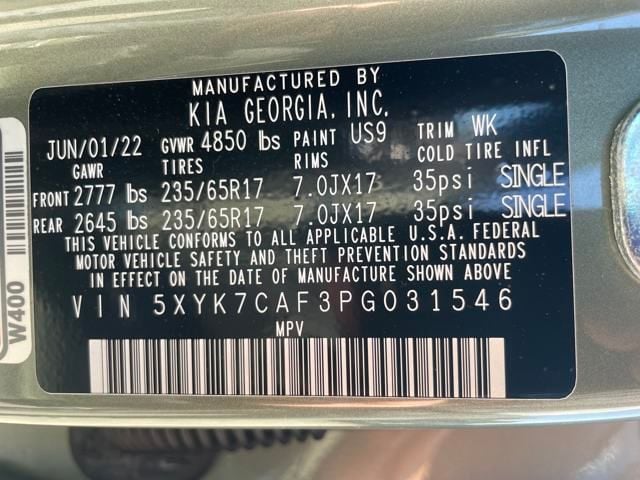 MANUFACTURED BY
KIA GEORGIA, INC.
JUN/01/22 GVWR 4850 lbs PAINT US9 TRIM WK
GAWR TIRES RIMS COLD TIRE INFL
FRONT 2777 lbs 235/65R17 7.0JX17 35psi SINGLE
REAR 2645 lbs 235/65R17 7.0JX17 35psi SINGLE
THIS VEHICLE CONFORMS TO ALL APPLICABLE U.S.A. FEDERAL
MOTOR VEHICLE SAFETY AND THEFT PREVENTION STANDARDS
IN EFFECT ON THE DATE OF MANUFACTURE SHOWN ABOVE
VIN 5XYK7CAF3PG031546
MPV
W400